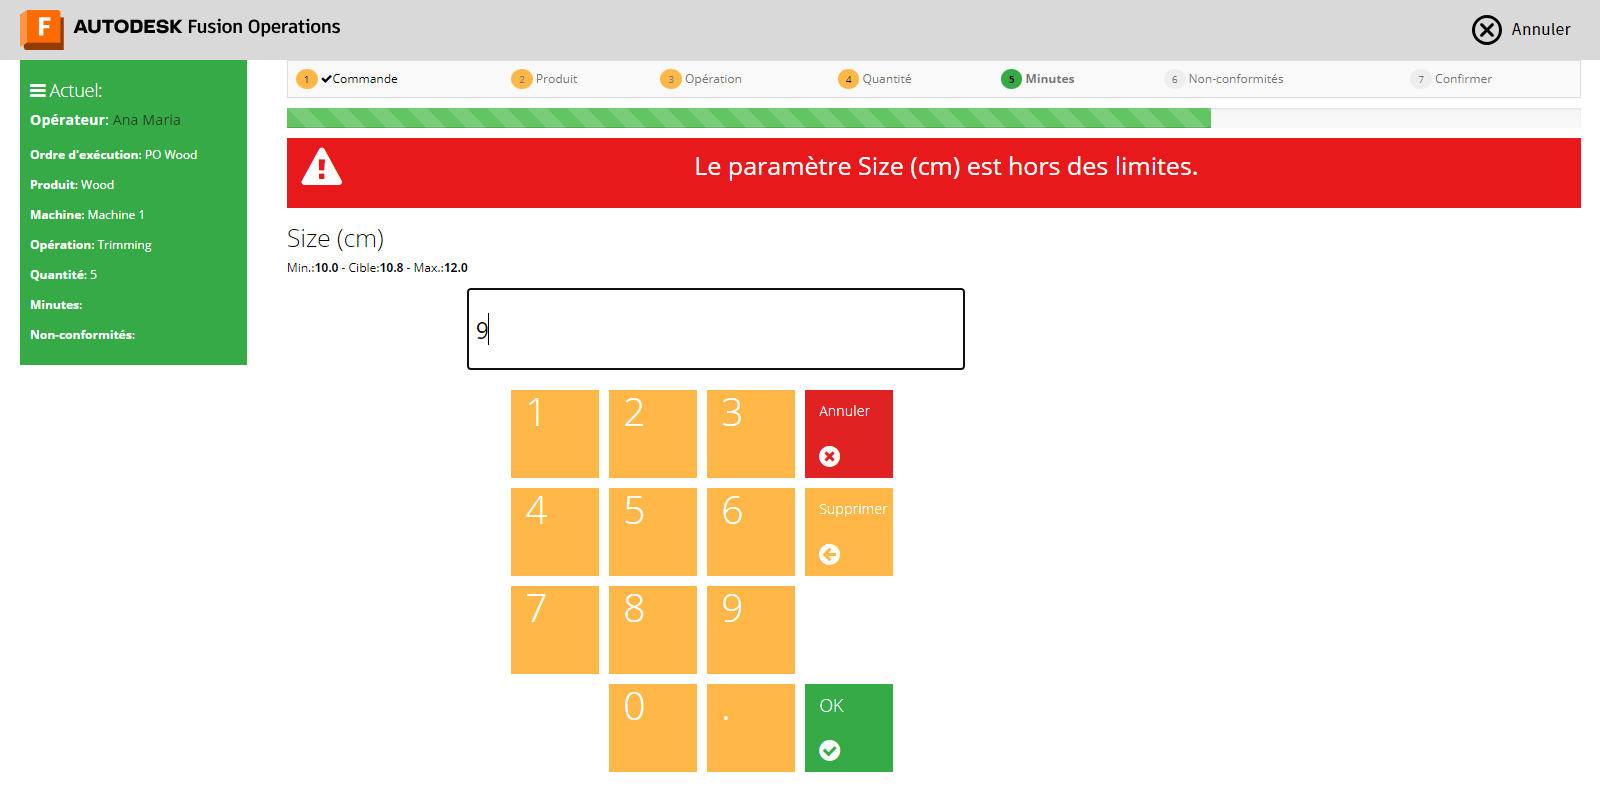 F AUTODESK Fusion Operations
Annuler
Actuel:
Opérateur: Ana Maria
Ordre d'exécution: PO Wood
Produit: Wood
Machine: Machine 1
Opération: Trimming
Quantité: 5
Minutes:
Non-conformités:
1 Commande 2 Produit 3 Opération 4 Quantité 5 Minutes 6 Non-conformités 7 Confirmer
Le paramètre Size (cm) est hors des limites.
Size (cm)
Min.:10.0 - Cible:10.8 - Max.:12.0
9
1 2 3 Annuler
4 5 6 Supprimer
7 8 9
0 . OK